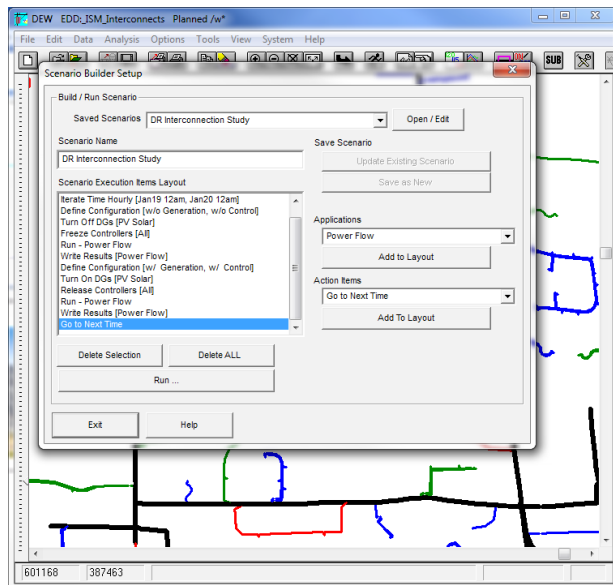 DEW EDD:_ISM_Interconnects Planned /w*
File Edit Data Analysis Options Tools View System Help
SUB
Scenario Builder Setup
Build / Run Scenario
Saved Scenarios DR Interconnection Study Open / Edit
Scenario Name
DR Interconnection Study
Save Scenario
Update Existing Scenario
Save as New
Scenario Execution Items Layout
Iterate Time Hourly [Jan19 12am, Jan20 12am]
Define Configuration [w/o Generation, w/o Control]
Turn Off DGs [PV Solar]
Freeze Controllers [All]
Run - Power Flow
Write Results [Power Flow]
Define Configuration [w/ Generation, w/ Control]
Turn On DGs [PV Solar]
Release Controllers [All]
Run - Power Flow
Write Results [Power Flow]
Go to Next Time
Applications
Power Flow
Add to Layout
Action Items
Go to Next Time
Add To Layout
Delete Selection Delete ALL
Run ...
Exit Help
601168 387463